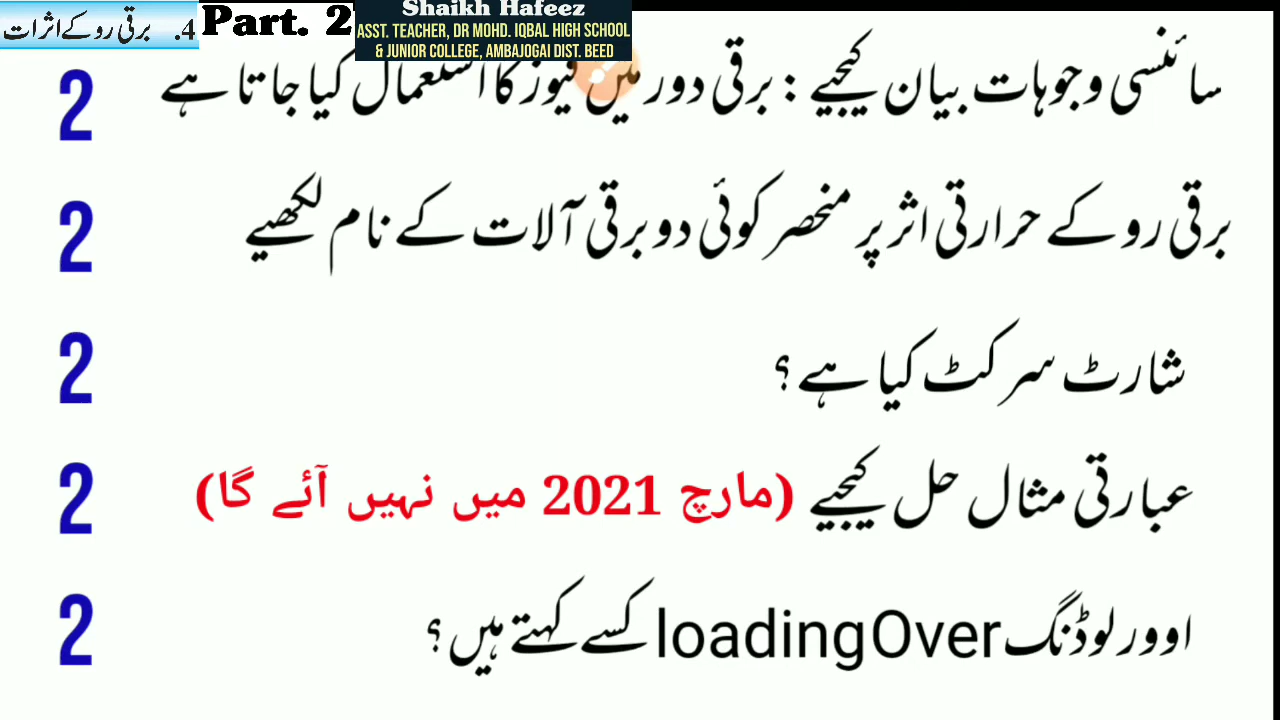 4. برقی رو کے اثرات
Part. 2
Shaikh Hafeez
ASST. TEACHER, DR MOHD. IQBAL HIGH SCHOOL
& JUNIOR COLLEGE, AMBAJOGAI DIST. BEED
سائنسی وجوہات بیان کیجیے : برقی دور میں فیوز کا استعمال کیا جاتا ہے 2
برقی رو کے حرارتی اثر پر منحصر کوئی دو برقی آلات کے نام لکھیے 2
شارٹ سرکٹ کیا ہے ؟ 2
عبارتی مثال حل کیجیے (مارچ 2021 میں نہیں آئے گا) 2
اوور لوڈنگ loadingOver کسے کہتے ہیں ؟ 2